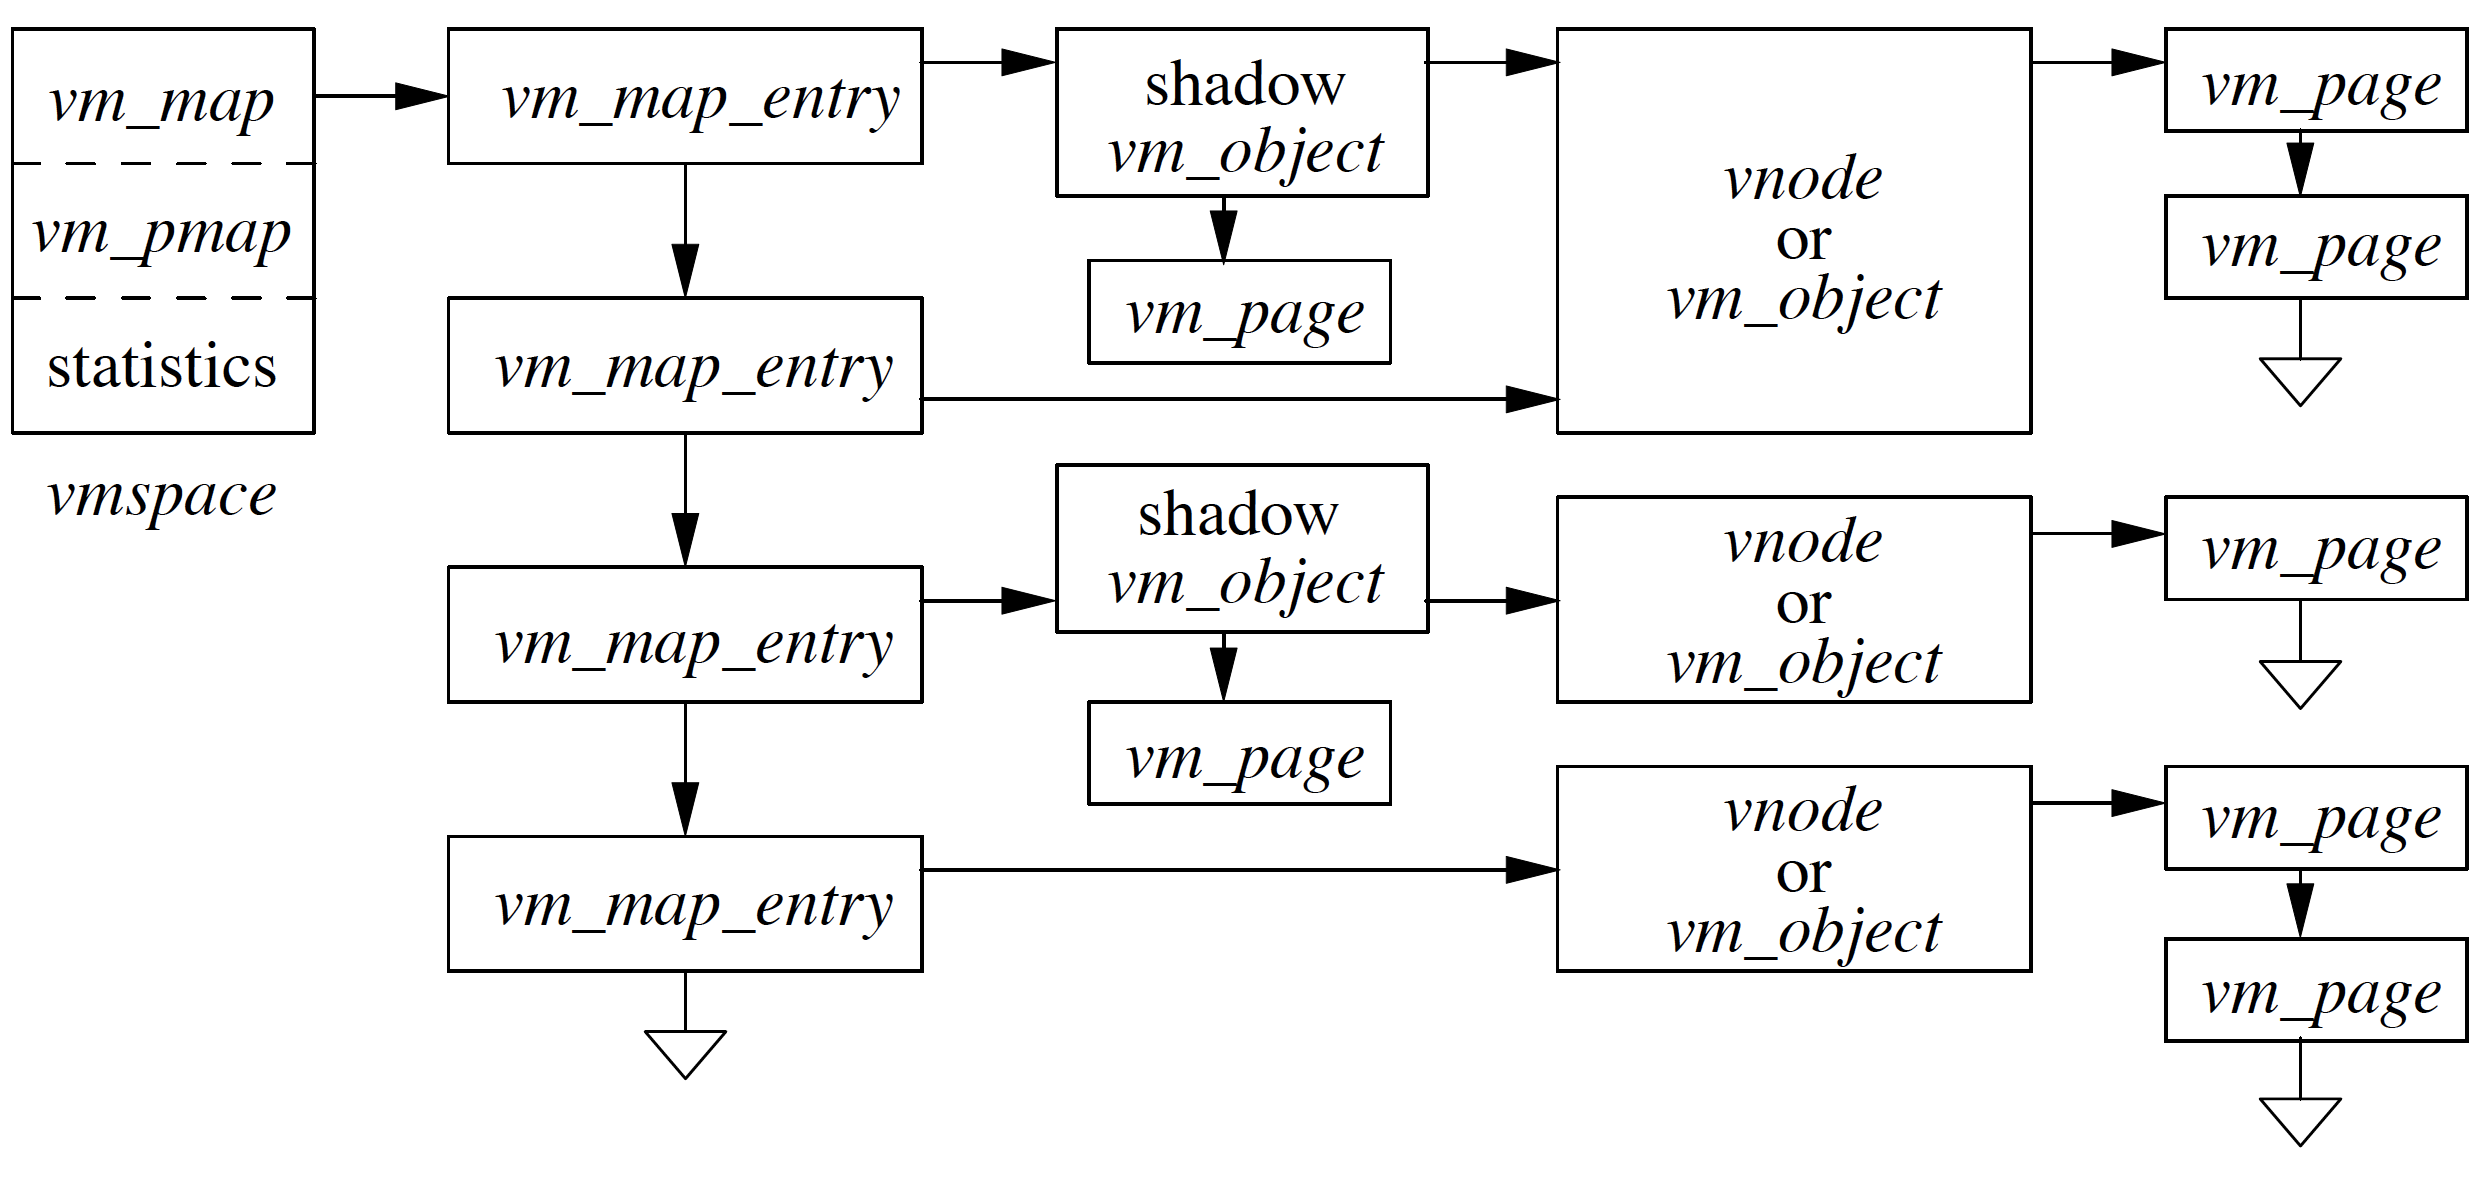 vm_map
vm_pmap
statistics
vmspace
vm_map_entry
vm_map_entry
vm_map_entry
vm_map_entry
shadow
vm_object
vm_page
shadow
vm_object
vm_page
vnode
or
vm_object
vnode
or
vm_object
vnode
or
vm_object
vm_page
vm_page
vm_page
vm_page
vm_page